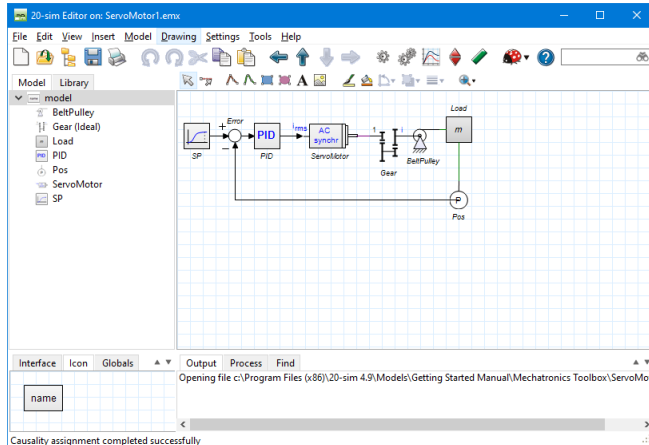 20-sim Editor on: ServoMotor1.emx
File Edit View Insert Model Drawing Settings Tools Help
Model Library
model
BeltPulley
Gear (Ideal)
Load
PID
Pos
ServoMotor
SP
Load
Error
PID
irms
AC
synchr
1
i
m
SP
PID
ServoMotor
Gear
BeltPulley
P
Pos
Interface Icon Globals
Output Process Find
Opening file c:\Program Files (x86)\20-sim 4.9\Models\Getting Started Manual\Mechatronics Toolbox\ServoMo
name
Causality assignment completed successfully